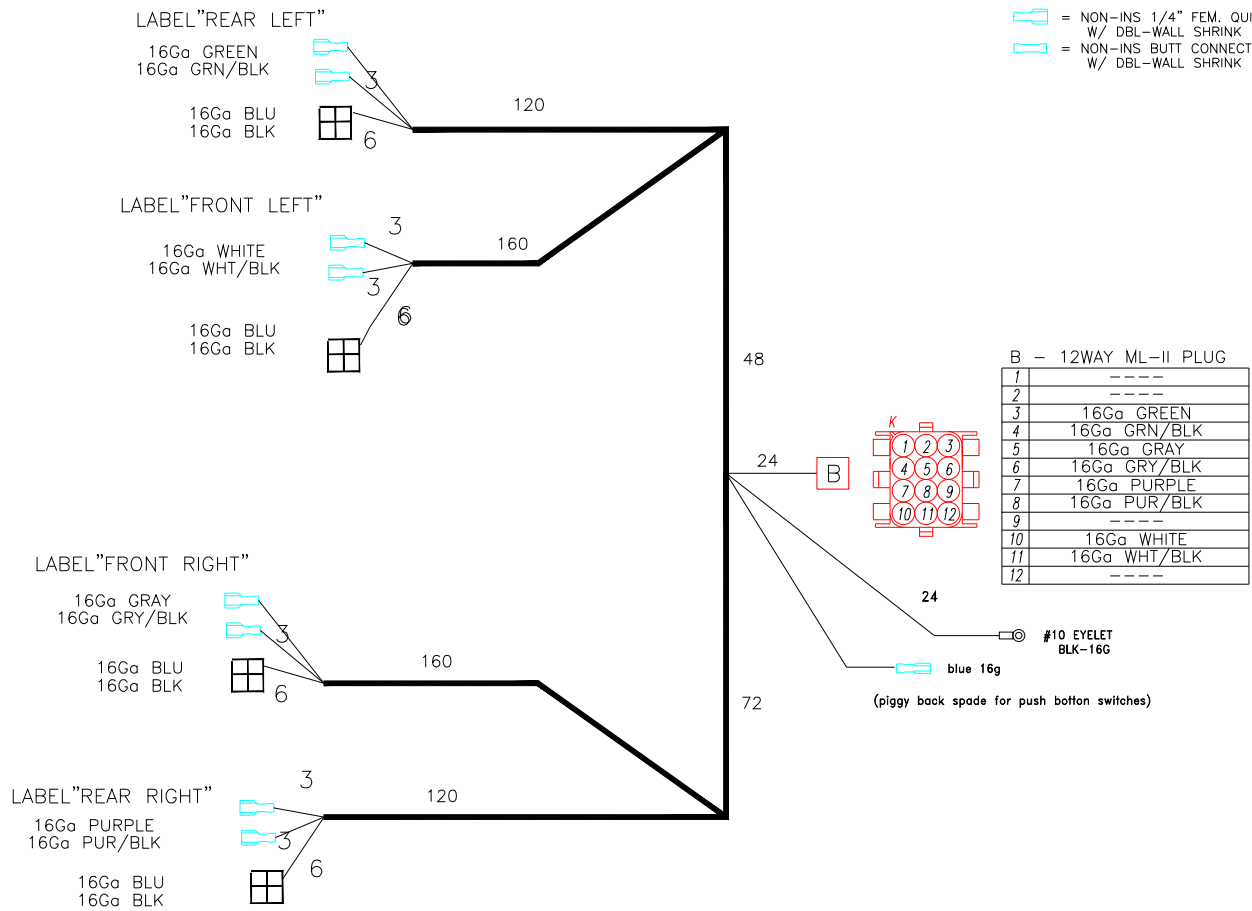 LABEL"REAR LEFT"
16Ga GREEN
16Ga GRN/BLK
3
16Ga BLU
16Ga BLK
6
120
= NON-INS 1/4" FEM. QUI
W/ DBL-WALL SHRINK
= NON-INS BUTT CONNECT
W/ DBL-WALL SHRINK
LABEL"FRONT LEFT"
3
16Ga WHITE
16Ga WHT/BLK
3
160
6
16Ga BLU
16Ga BLK
48
24
B
K
1 2 3
4 5 6
7 8 9
10 11 12
B - 12WAY ML-II PLUG
1 ----
2 ----
3 16Ga GREEN
4 16Ga GRN/BLK
5 16Ga GRAY
6 16Ga GRY/BLK
7 16Ga PURPLE
8 16Ga PUR/BLK
9 ----
10 16Ga WHITE
11 16Ga WHT/BLK
12 ----
24
#10 EYELET
BLK-16G
blue 16g
(piggy back spade for push botton switches)
72
LABEL"FRONT RIGHT"
16Ga GRAY
16Ga GRY/BLK
3
16Ga BLU
16Ga BLK
6
160
LABEL"REAR RIGHT"
3
16Ga PURPLE
16Ga PUR/BLK
3
120
6
16Ga BLU
16Ga BLK